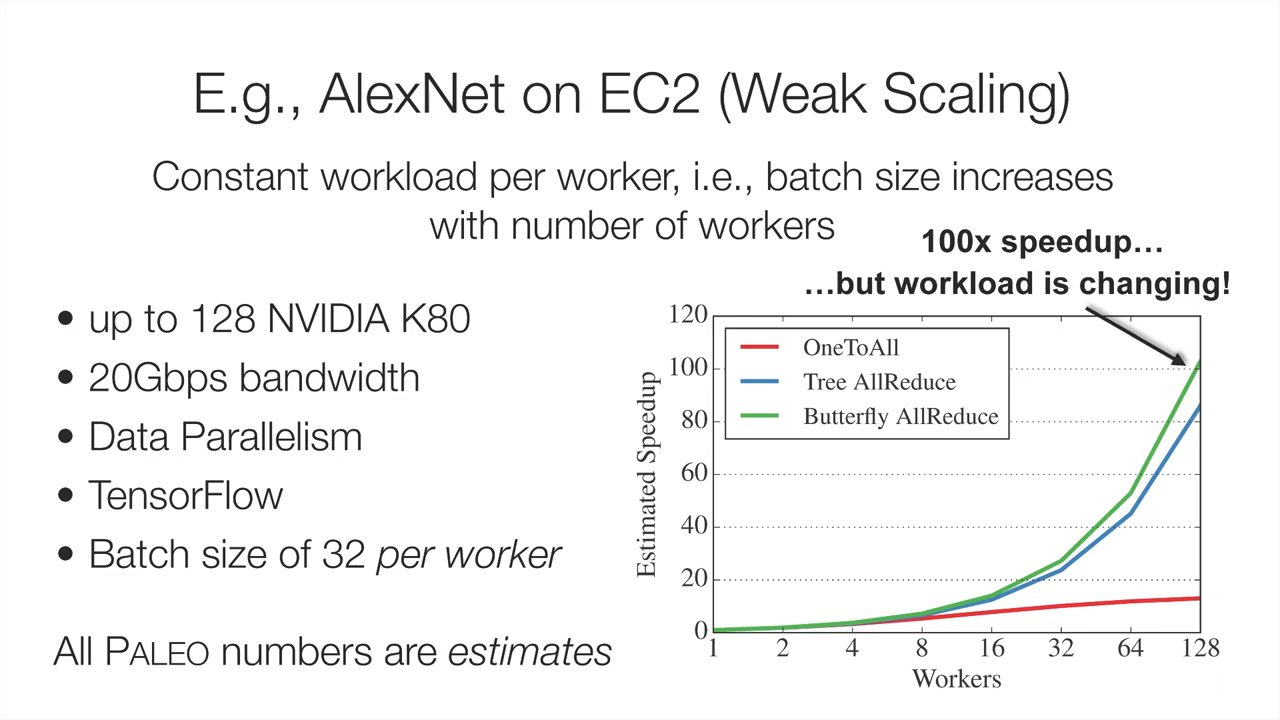 E.g., AlexNet on EC2 (Weak Scaling)
Constant workload per worker, i.e., batch size increases
with number of workers
100x speedup…
…but workload is changing!
• up to 128 NVIDIA K80
• 20Gbps bandwidth
• Data Parallelism
• TensorFlow
• Batch size of 32 per worker
All PALEO numbers are estimates
Estimated Speedup
120
100
80
60
40
20
0
OneToAll
Tree AllReduce
Butterfly AllReduce
1 2 4 8 16 32 64 128
Workers